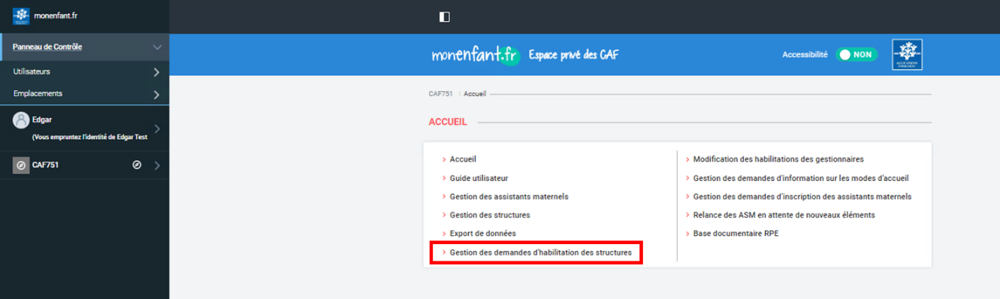 monenfant.fr
Panneau de Contrôle
Utilisateurs
Emplacements
Edgar
(Vous empruntez l'identité de Edgar Test
CAF751
monenfant.fr Espace privé des CAF
Accessibilité NON
CAF751 | Accueil
ACCUEIL
Accueil
Guide utilisateur
Gestion des assistants maternels
Gestion des structures
Export de données
Gestion des demandes d'habilitation des structures
Modification des habilitations des gestionnaires
Gestion des demandes d'information sur les modes d'accueil
Gestion des demandes d'inscription des assistants maternels
Relance des ASM en attente de nouveaux éléments
Base documentaire RPE